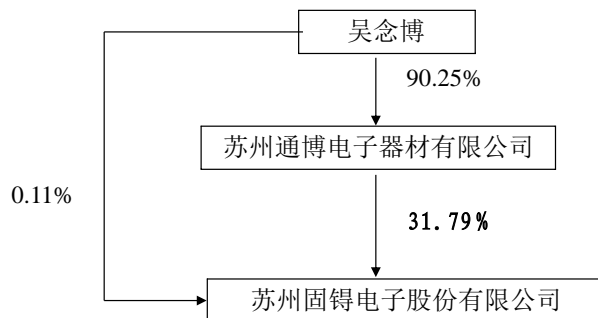 吴念博
90.25%
苏州通博电子器材有限公司
0.11%
31.79%
苏州固锝电子股份有限公司